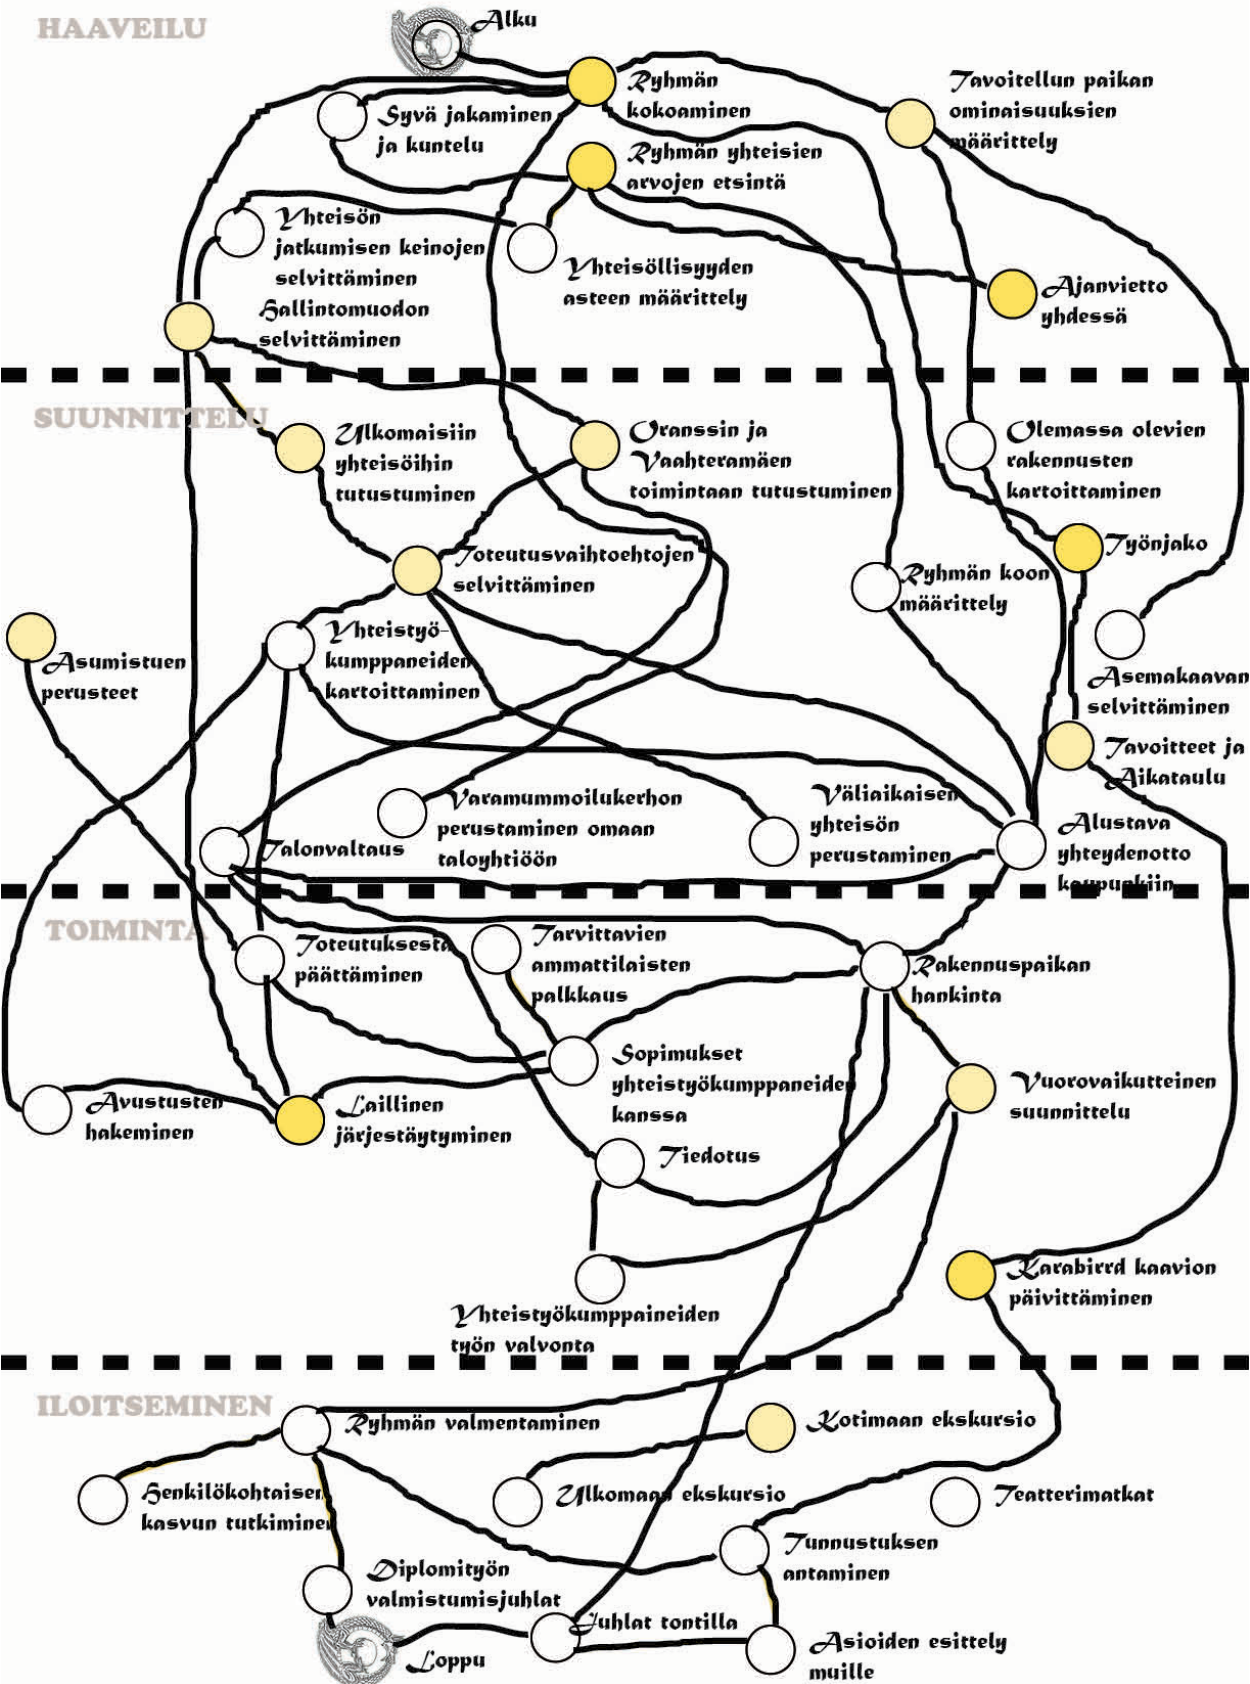 HAAVEILU
Alku
Ryhmän
kokoaminen
Tavoitellun paikan
ominaisuuksien
määrittely
Syvä jakaminen
ja kuntelu
Ryhmän yhteisien
arvojen etsintä
Yhteisön
jatkumisen keinojen
selvittäminen
Yhteisöllisyyden
asteen määrittely
Ajanvietto
yhdessä
Hallintomuodon
selvittäminen
SUUNNITTELU
Ulkomaisiin
yhteisöihin
tutustuminen
Oranssin ja
Vaahteramäen
toimintaan tutustuminen
Olemassa olevien
rakennusten
kartoittaminen
Työnjako
Toteutusvaihtoehtojen
selvittäminen
Ryhmän koon
määrittely
Yhteistyö-
kumppaneiden
kartoittaminen
Asumistuen
perusteet
Asemakaavan
selvittäminen
Tavoitteet ja
Aikataulu
Varamummoilukerhon
perustaminen omaan
taloyhtiöön
Väliaikaisen
yhteisön
perustaminen
Alustava
yhteydenotto
kaupunkiin
Talonvaltaus
TOIMINTA
Toteutuksesta
päättäminen
Tarvittavien
ammattilaisten
palkkaus
Rakennuspaikan
hankinta
Sopimukset
yhteistyökumppaneiden
kanssa
Vuorovaikutteinen
suunnittelu
Avustusten
hakeminen
Laillinen
järjestäytyminen
Tiedotus
Karabirrd kaavion
päivittäminen
Yhteistyökumppaineiden
työn valvonta
ILOITSEMINEN
Ryhmän valmentaminen
Kotimaan ekskursio
Henkilökohtaisen
kasvun tutkiminen
Ulkomaan ekskursio
Teatterimatkat
Tunnustuksen
antaminen
Diplomityön
valmistumisjuhlat
Juhlat tontilla
Loppu
Asioiden esittely
muille